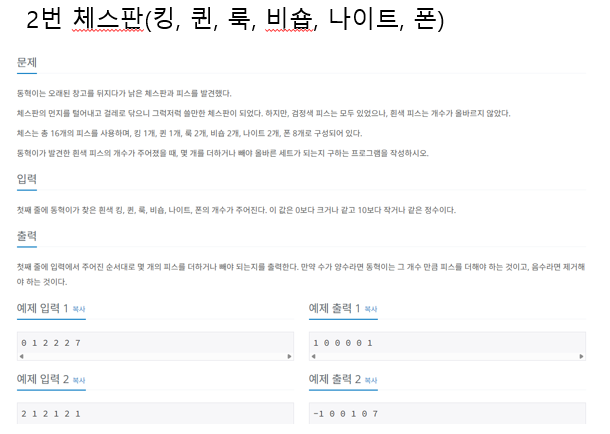 2번 체스판(킹, 퀸, 룩, 비숍, 나이트, 폰)
문제
동혁이는 오래된 창고를 뒤지다가 낡은 체스판과 피스를 발견했다.
체스판의 먼지를 털어내고 걸레로 닦으니 그럭저럭 쓸만한 체스판이 되었다. 하지만, 검정색 피스는 모두 있었으나, 흰색 피스는 개수가 올바르지 않았다.
체스는 총 16개의 피스를 사용하며, 킹 1개, 퀸 1개, 룩 2개, 비숍 2개, 나이트 2개, 폰 8개로 구성되어 있다.
동혁이가 발견한 흰색 피스의 개수가 주어졌을 때, 몇 개를 더하거나 빼야 올바른 세트가 되는지 구하는 프로그램을 작성하시오.
입력
첫째 줄에 동혁이가 찾은 흰색 킹, 퀸, 룩, 비숍, 나이트, 폰의 개수가 주어진다. 이 값은 0보다 크거나 같고 10보다 작거나 같은 정수이다.
출력
첫째 줄에 입력에서 주어진 순서대로 몇 개의 피스를 더하거나 빼야 되는지를 출력한다. 만약 수가 양수라면 동혁이는 그 개수 만큼 피스를 더해야 하는 것이고, 음수라면 제거해
야 하는 것이다.
예제 입력 1 복사
0 1 2 2 2 7
예제 출력 1 복사
1 0 0 0 0 1
예제 입력 2 복사
2 1 2 1 2 1
예제 출력 2 복사
-1 0 0 1 0 7